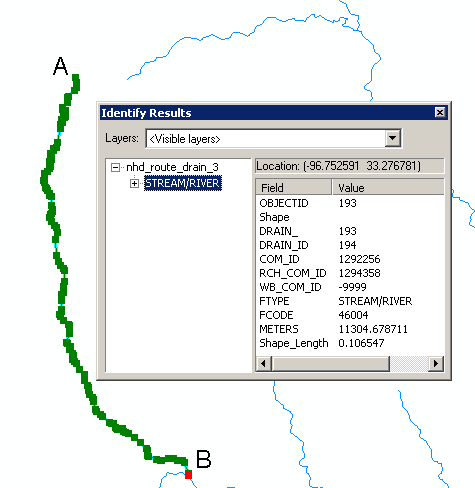 A
Identify Results
Layers: <Visible layers>
nhd_route_drain_3
STREAM/RIVER
Location: (-96.752591 33.276781)
Field Value
OBJECTID 193
Shape
DRAIN_ 193
DRAIN_ID 194
COM_ID 1292256
RCH_COM_ID 1294358
WB_COM_ID -9999
FTYPE STREAM/RIVER
FCODE 46004
METERS 11304.678711
Shape_Length 0.106547
B